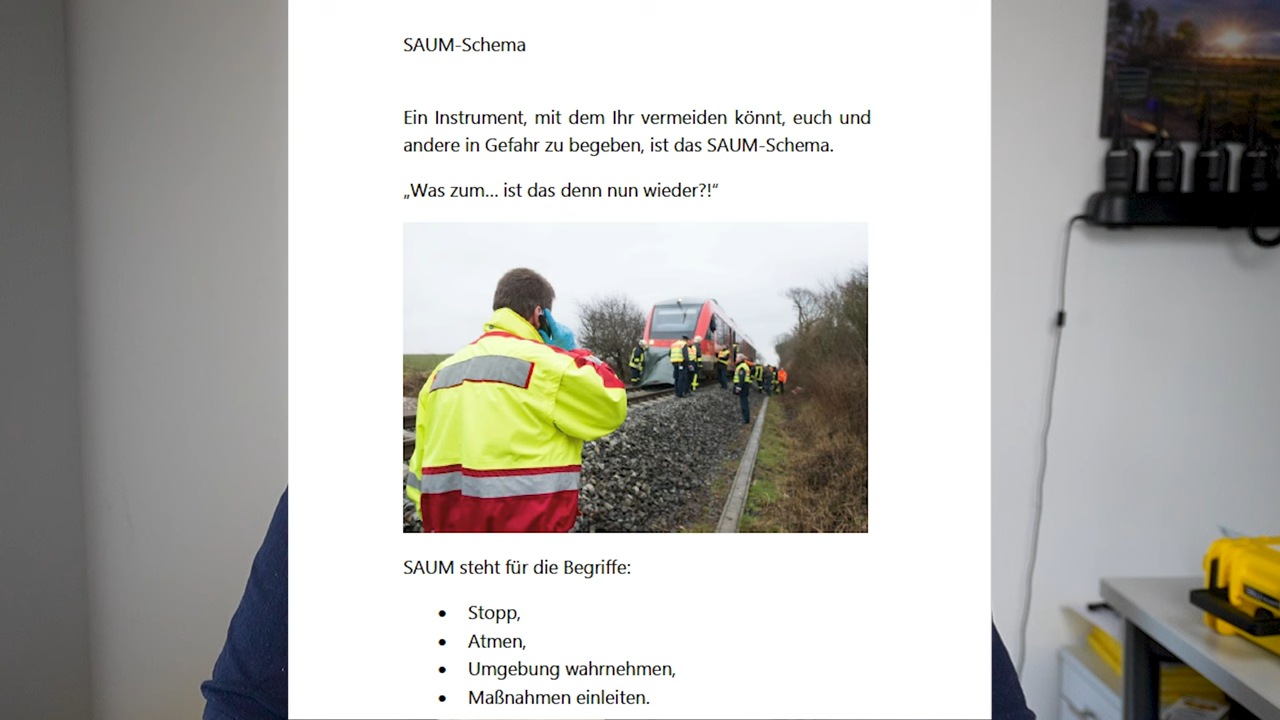 SAUM-Schema
Ein Instrument, mit dem Ihr vermeiden könnt, euch und
andere in Gefahr zu begeben, ist das SAUM-Schema.
„Was zum... ist das denn nun wieder?!“
SAUM steht für die Begriffe:
• Stopp,
• Atmen,
• Umgebung wahrnehmen,
• Maßnahmen einleiten.